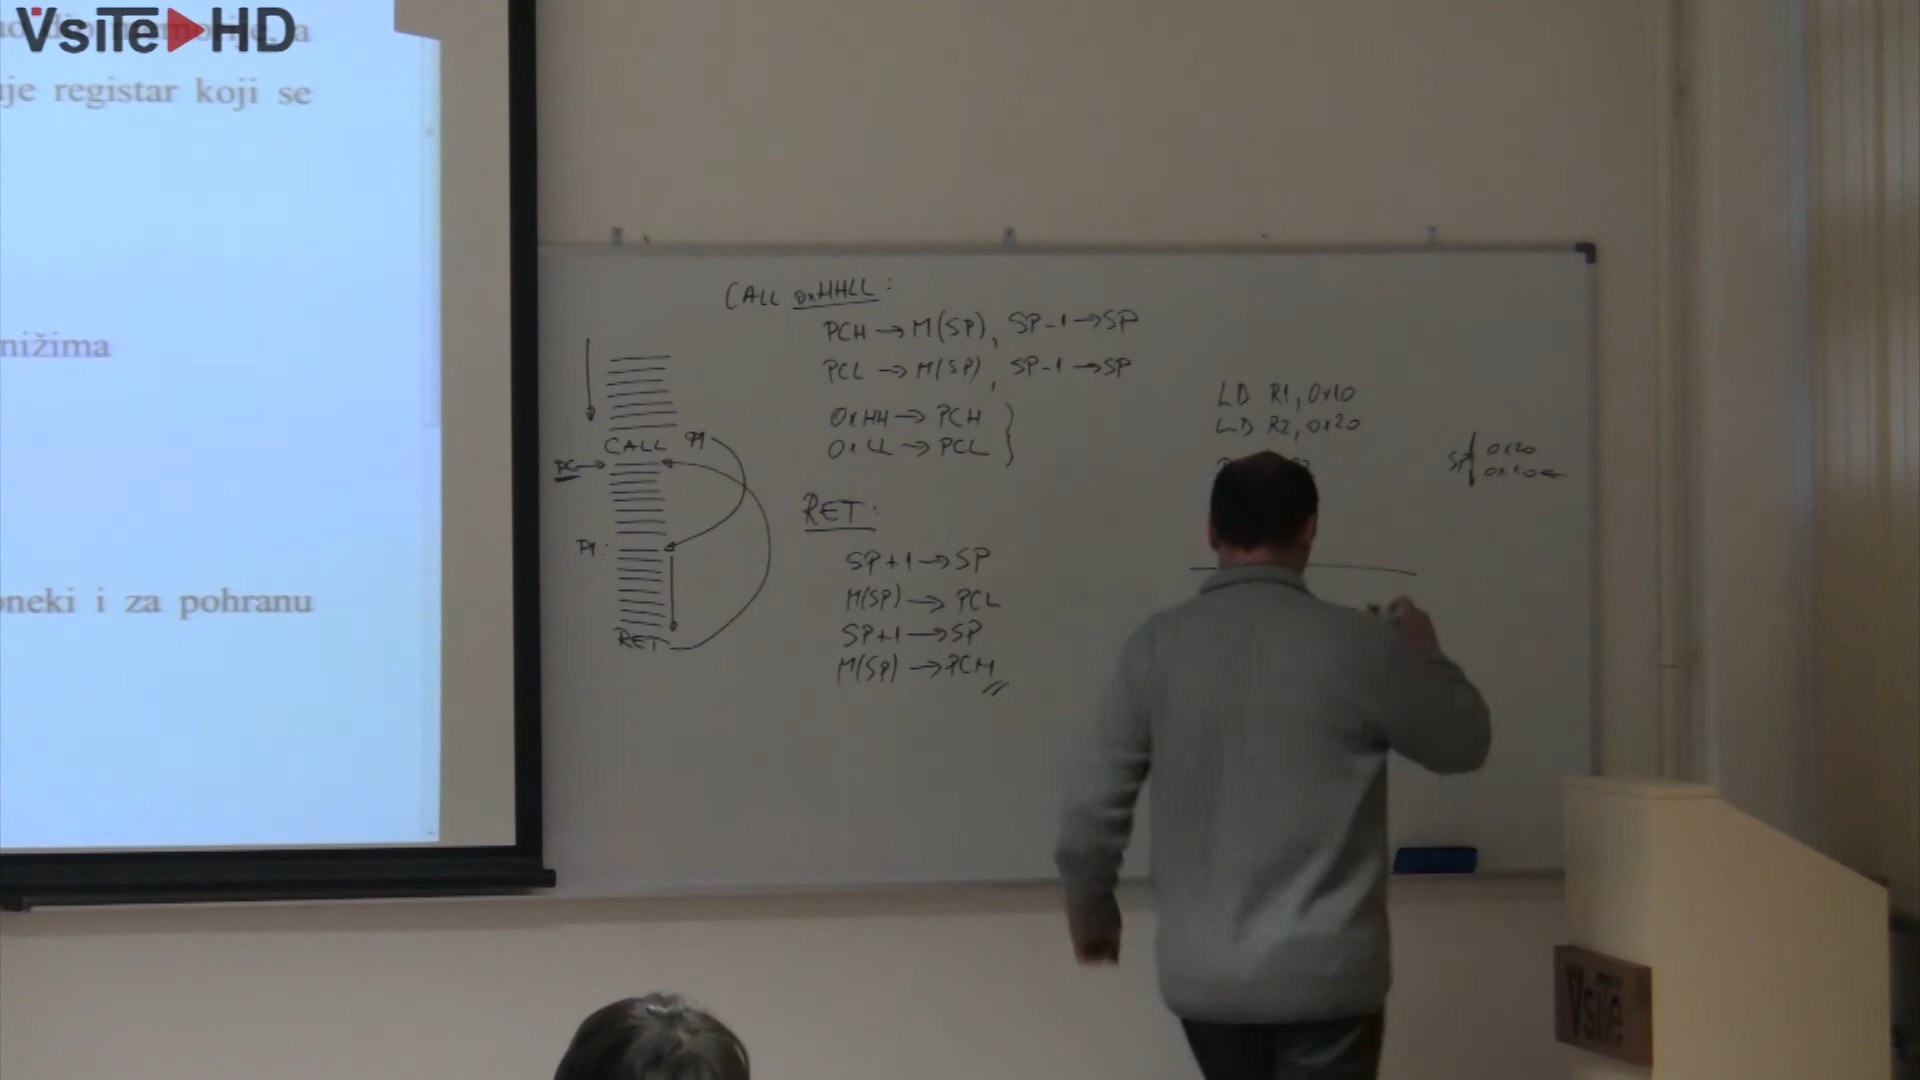 VsiTe HD
a
registar koji se
nižima
oneki i za pohranu
CALL 0xHHLL:
PCH → M(SP), SP-1 → SP
PCL → M(SP), SP-1 → SP
0xHH → PCH
0xLL → PCL
CALL P1
PC →
P1:
RET
RET:
SP+1 → SP
M(SP) → PCL
SP+1 → SP
M(SP) → PCH
LD R1, 0x10
LD R2, 0x20
SP 0x20
0x10 ←
Vsite